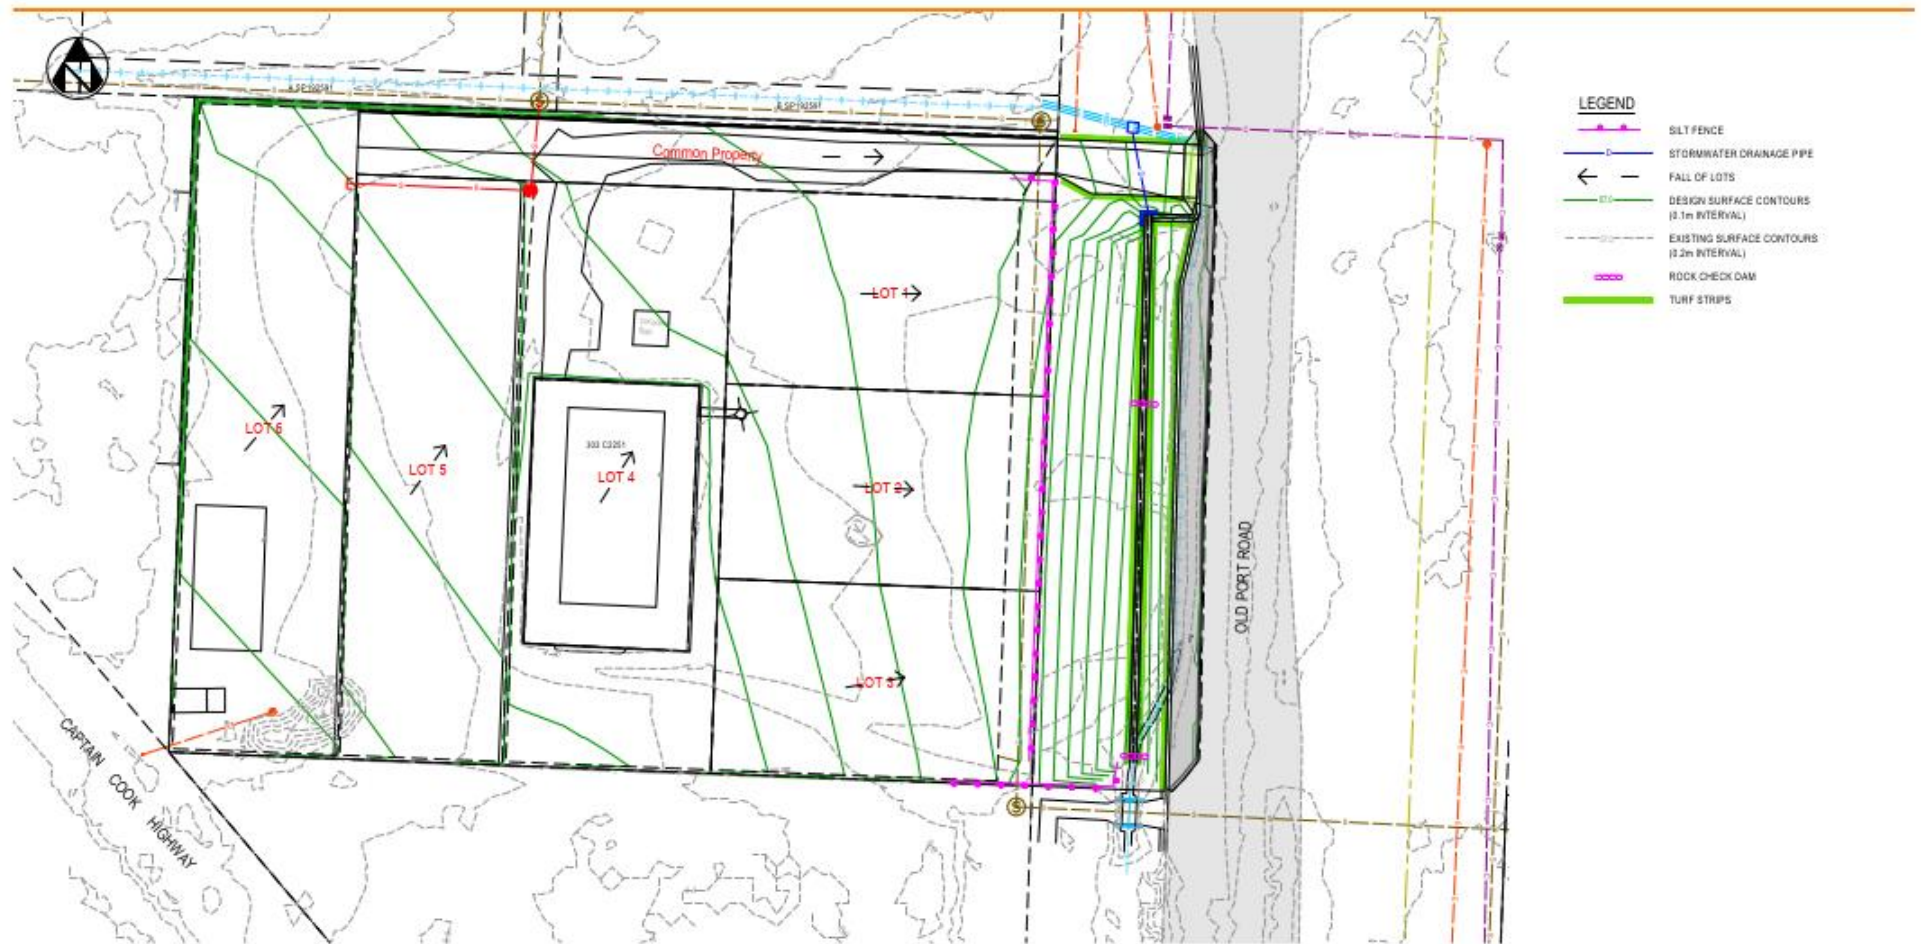 N
A SP192591
Common Property
LOT 1
LOT 2
LOT 3
LOT 4
LOT 5
LOT 6
CAPTAIN COOK HIGHWAY
OLD PORT ROAD
LEGEND
SILT FENCE
STORMWATER DRAINAGE PIPE
FALL OF LOTS
DESIGN SURFACE CONTOURS
(0.1m INTERVAL)
EXISTING SURFACE CONTOURS
(0.2m INTERVAL)
ROCK CHECK DAM
TURF STRIPS